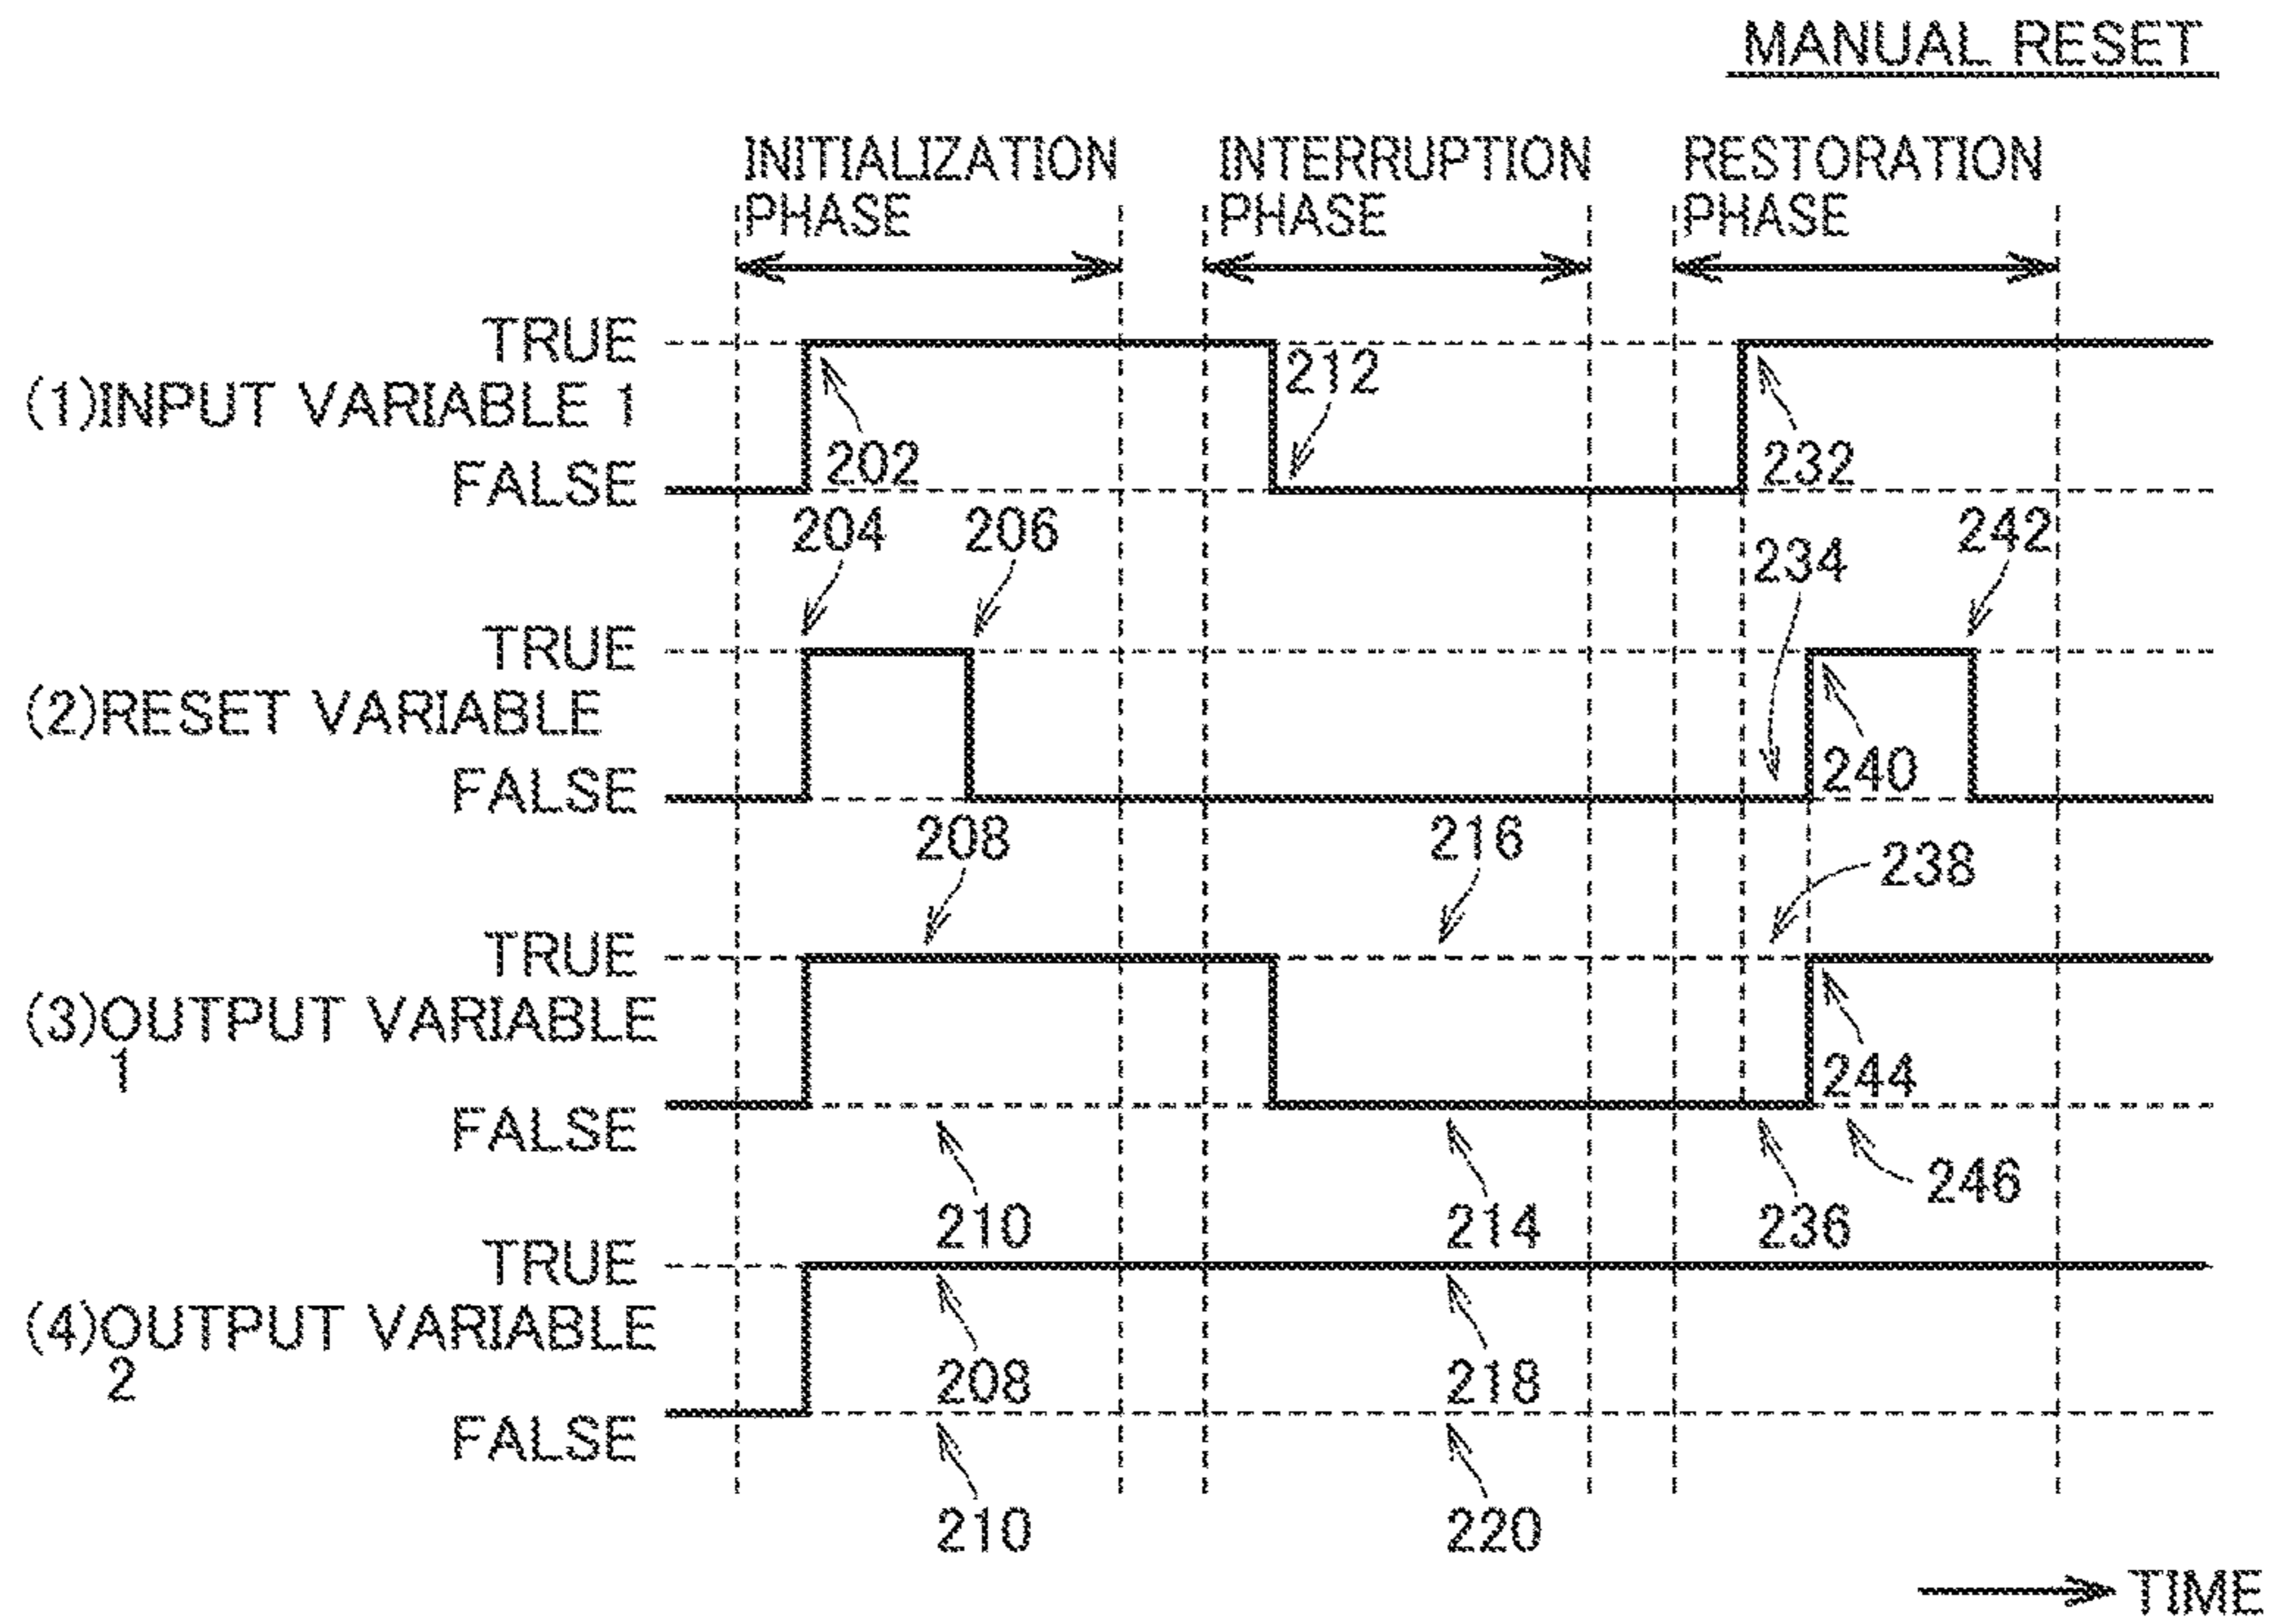 MANUAL RESET
INITIALIZATION PHASE
INTERRUPTION PHASE
RESTORATION PHASE
TRUE
(1)INPUT VARIABLE 1
FALSE
202
212
232
204
206
234
242
TRUE
(2)RESET VARIABLE
FALSE
240
208
216
238
TRUE
(3)OUTPUT VARIABLE
1
FALSE
244
210
214
236
246
TRUE
(4)OUTPUT VARIABLE
2
FALSE
208
218
210
220
TIME